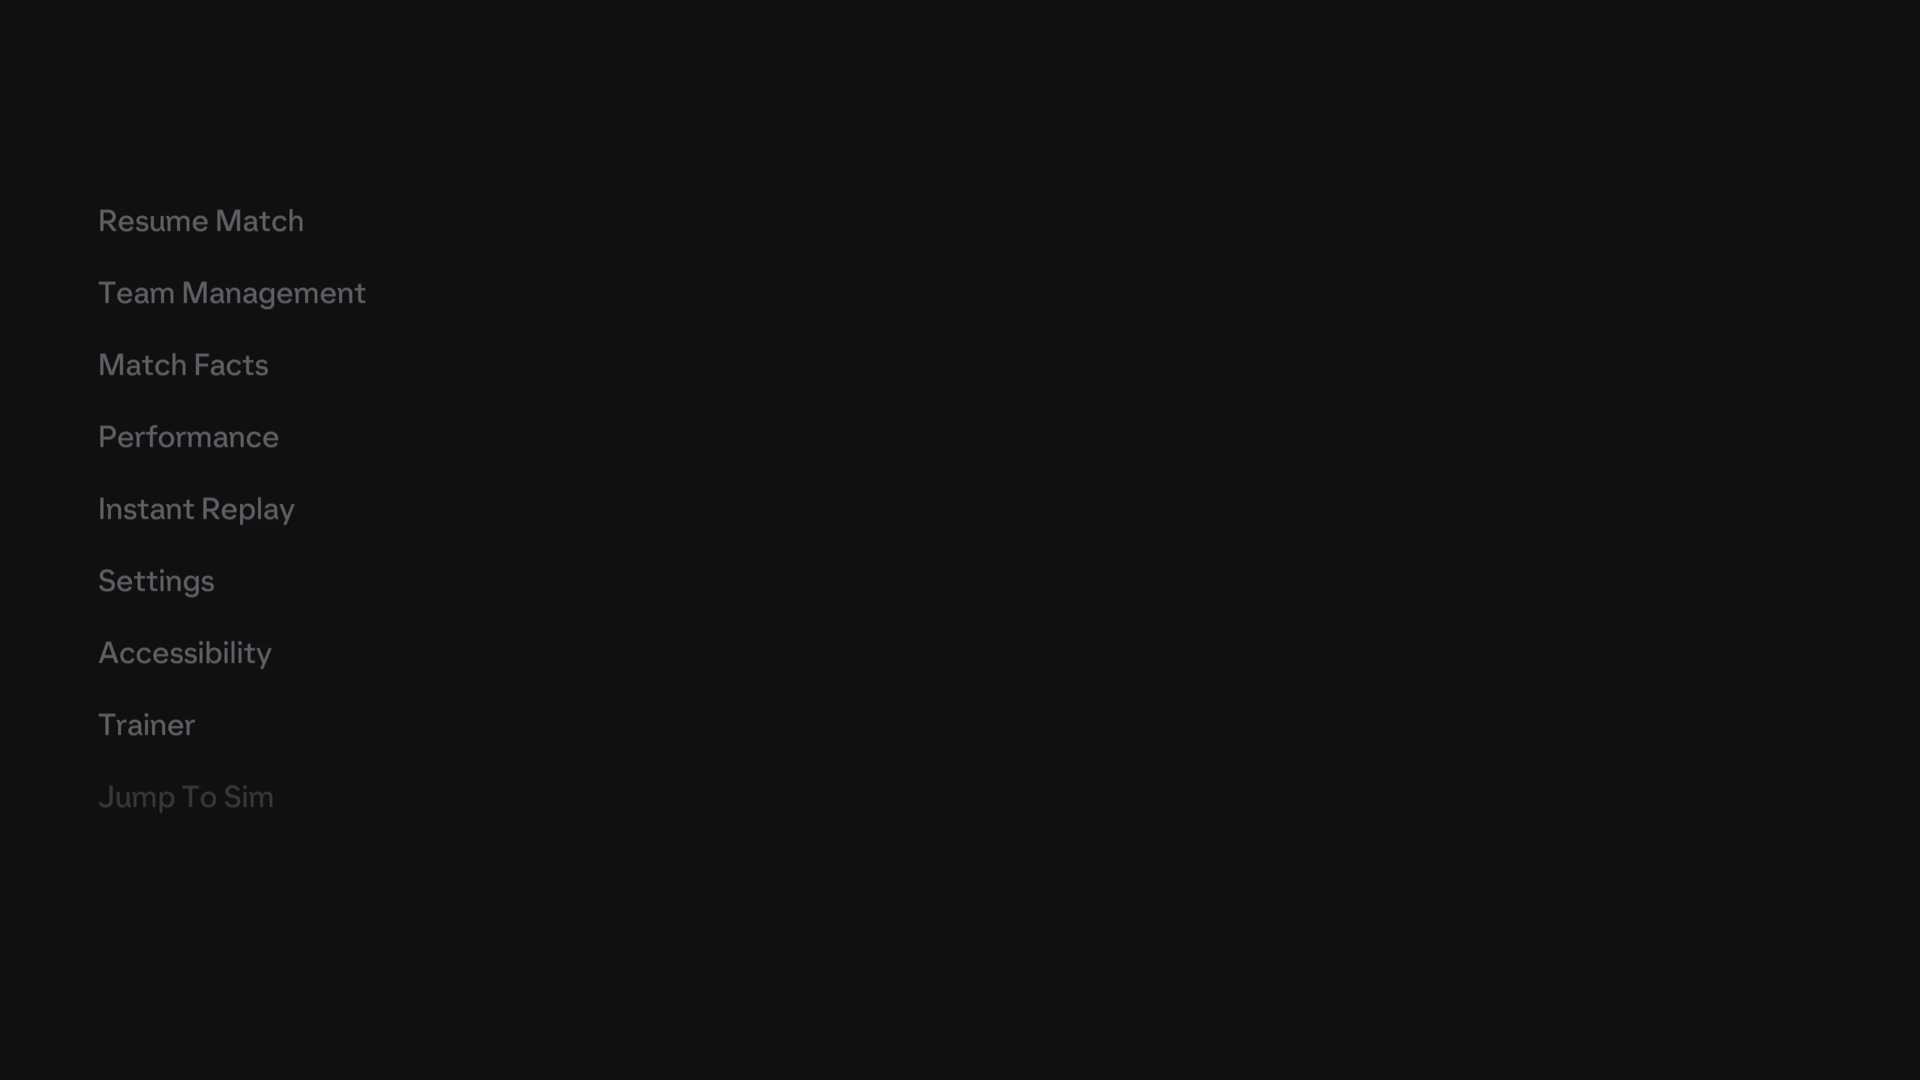 Resume Match
Team Management
Match Facts
Performance
Instant Replay
Settings
Accessibility
Trainer
Jump To Sim